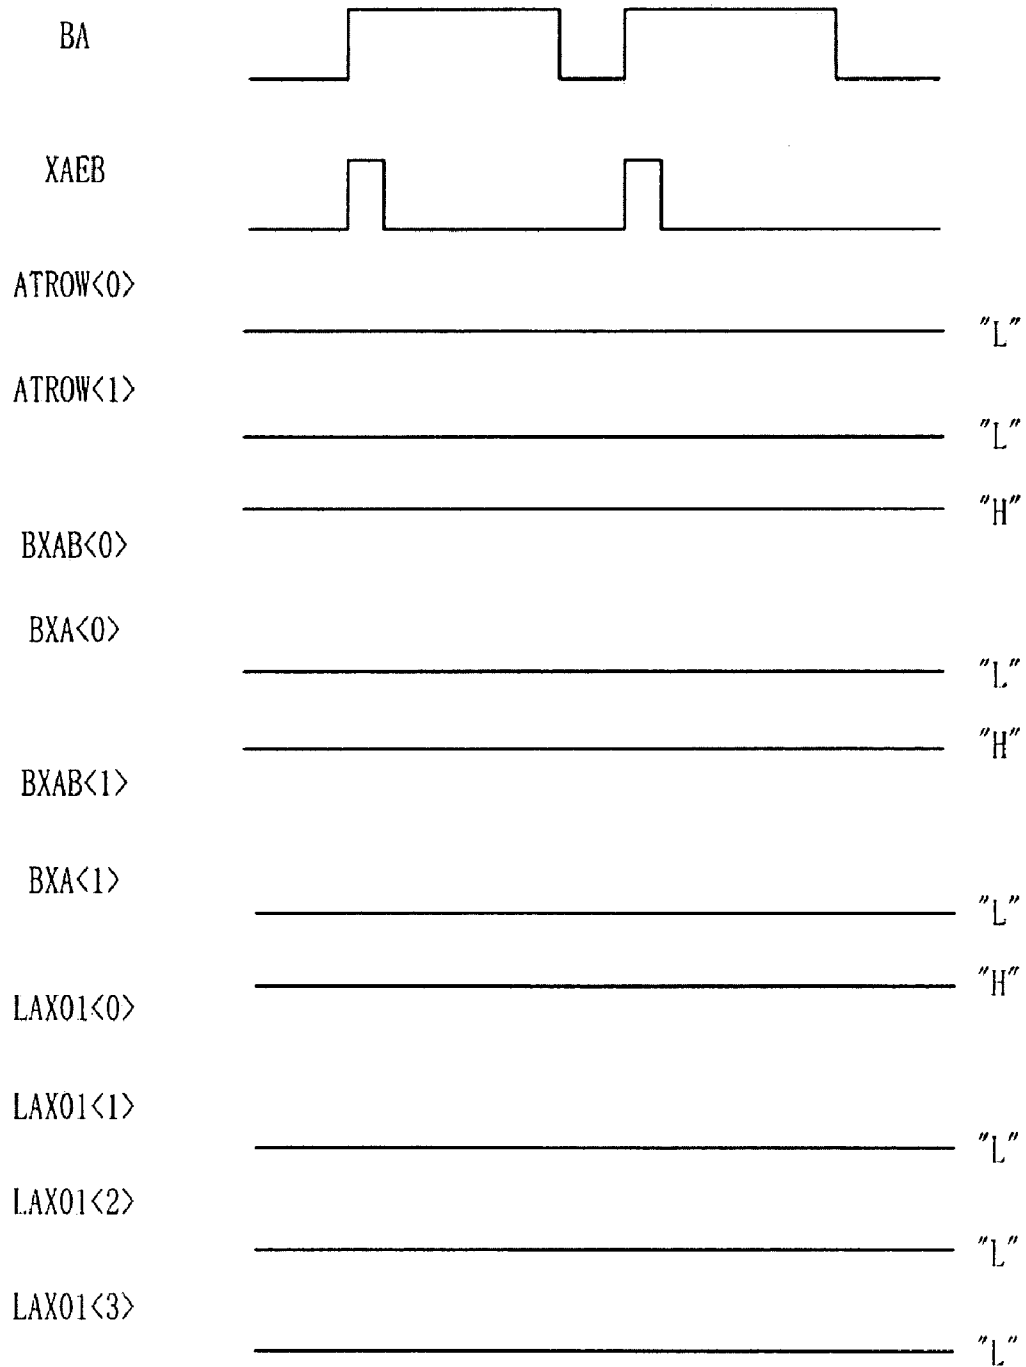 BA
XAEB
ATROW<0>
"L"
ATROW<1>
"L"
"H"
BXAB<0>
BXA<0>
"L"
"H"
BXAB<1>
BXA<1>
"L"
"H"
LAX01<0>
LAX01<1>
"L"
LAX01<2>
"L"
LAX01<3>
"L"